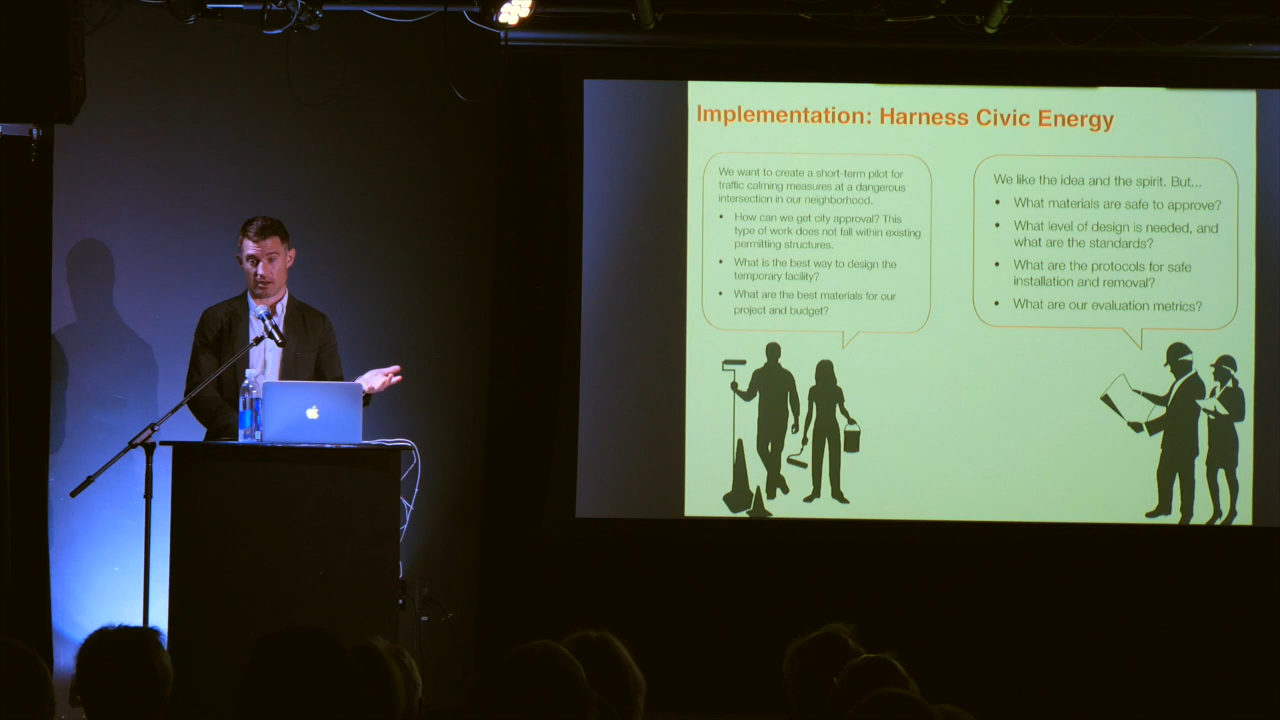 Implementation: Harness Civic Energy
We want to create a short-term pilot for
traffic calming measures at a dangerous
intersection in our neighborhood.
• How can we get city approval? This
type of work does not fall within existing
permitting structures.
• What is the best way to design the
temporary facility?
• What are the best materials for our
project and budget?
We like the idea and the spirit. But...
• What materials are safe to approve?
• What level of design is needed, and
what are the standards?
• What are the protocols for safe
installation and removal?
• What are our evaluation metrics?